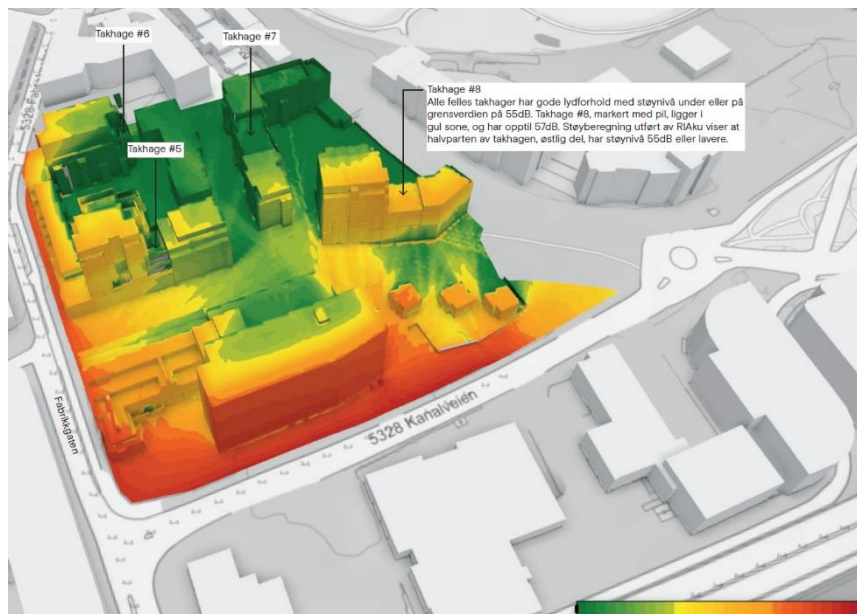 Takhage #6
Takhage #7
Takhage #8
Alle felles takhager har gode lydforhold med støynivå under eller på
grensverdien på 55dB. Takhage #8, markert med pil, ligger i
gul sone, og har opptil 57dB. Støyberegning utført av RIAku viser at
halvparten av takhagen, østlig del, har støynivå 55dB eller lavere.
Takhage #5
Fabrikkgaten
5328 Kanalveien